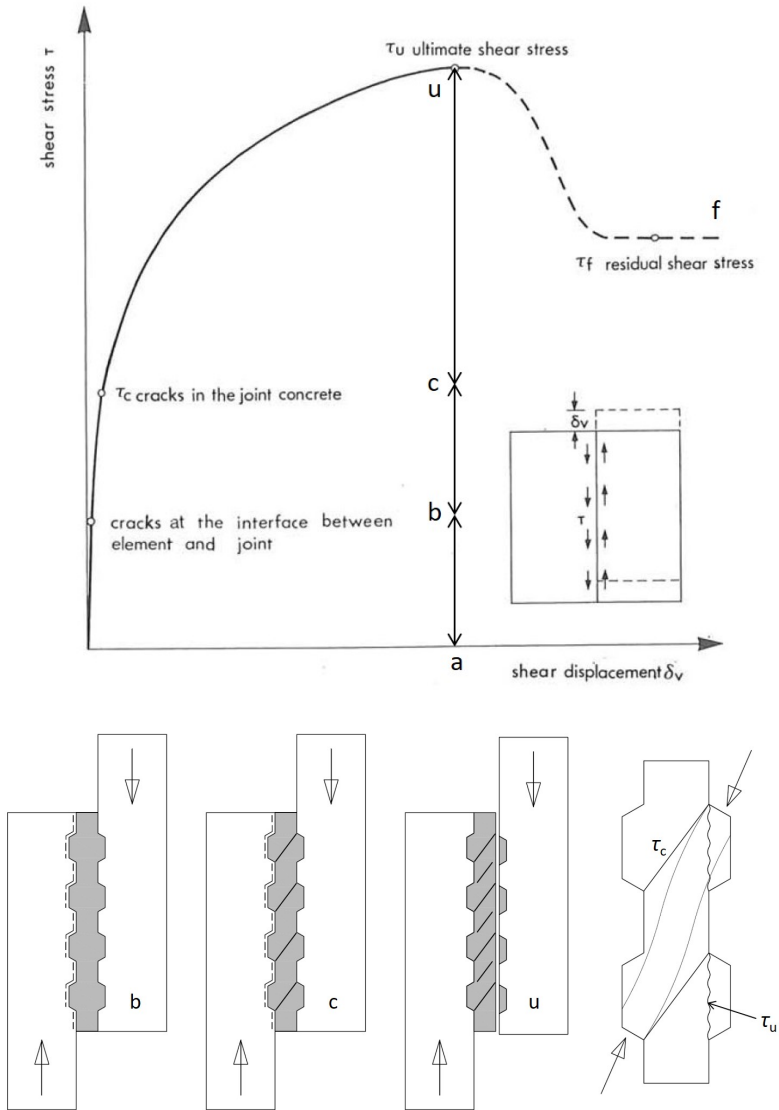 τu ultimate shear stress
u
shear stress τ
f
τf residual shear stress
τc cracks in the joint concrete
c
δv
b
cracks at the interface between
element and joint
τ
a
shear displacement δv
τc
b
c
u
τu